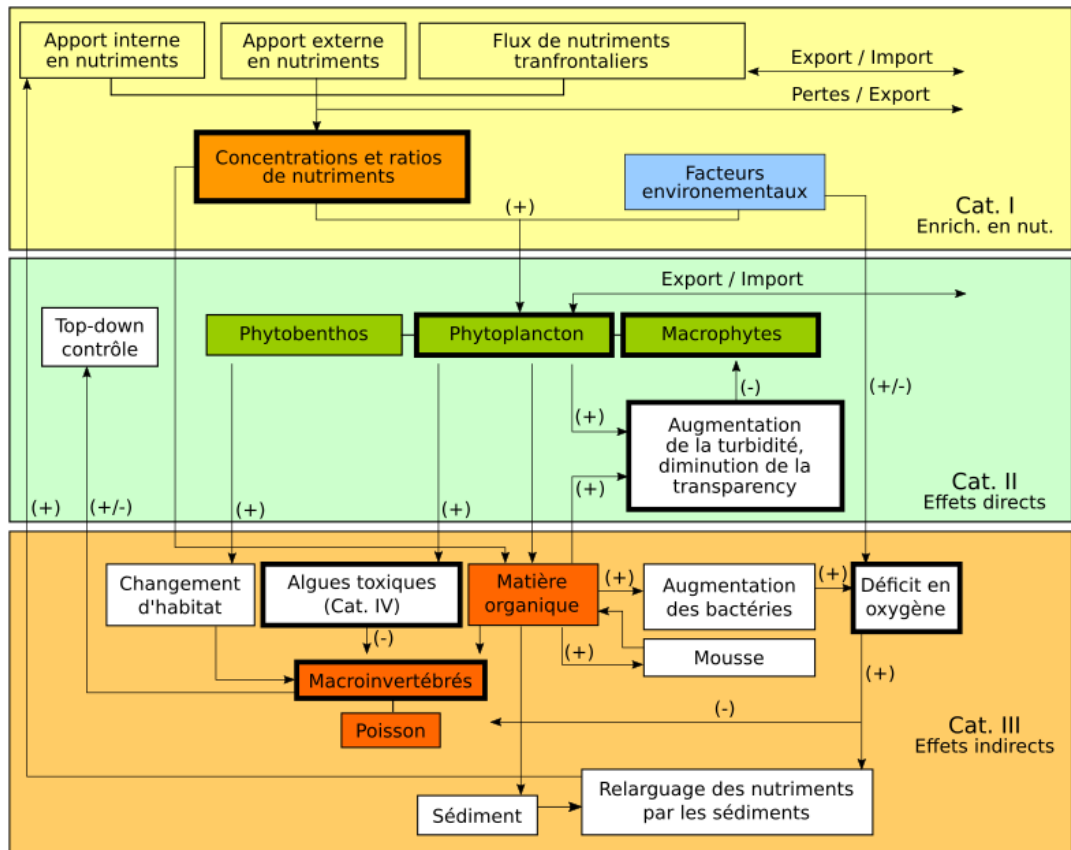 Apport interne
en nutriments
Apport externe
en nutriments
Flux de nutriments
tranfrontaliers
Export / Import
Pertes / Export
Concentrations et ratios
de nutriments
Facteurs
environementaux
(+)
Cat. I
Enrich. en nut.
Export / Import
Top-down
contrôle
Phytobenthos
Phytoplancton
Macrophytes
(-)
(+/-)
(+)
Augmentation
de la turbidité,
diminution de la
transparency
(+)
Cat. II
Effets directs
(+)
(+/-)
(+)
(+)
Changement
d'habitat
Algues toxiques
(Cat. IV)
Matière
organique
(+)
Augmentation
des bactéries
(+)
Déficit en
oxygène
(-)
(+)
Mousse
(+)
Macroinvertébrés
Poisson
(-)
Cat. III
Effets indirects
Sédiment
Relarguage des nutriments
par les sédiments